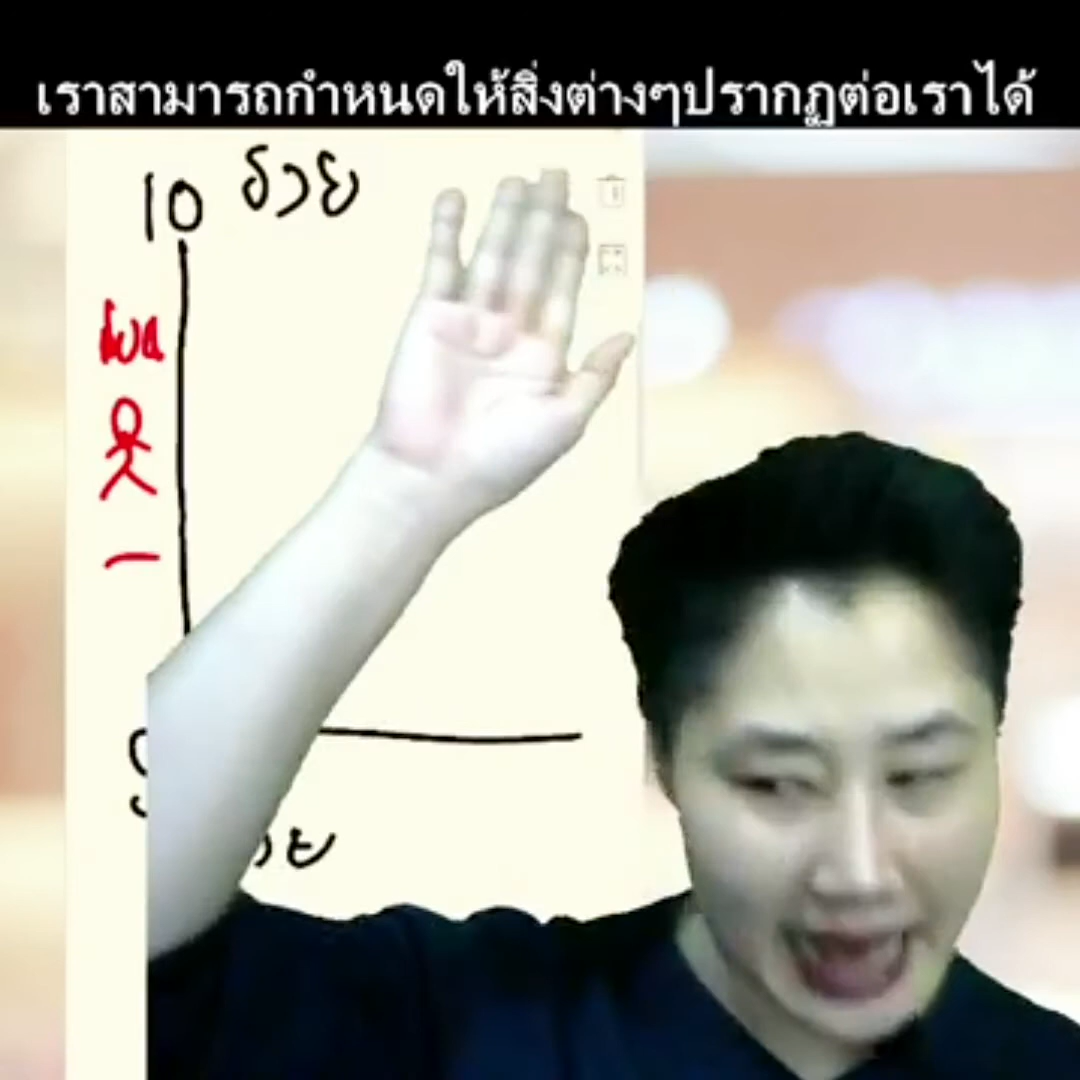 เราสามารถกำหนดให้สิ่งต่างๆปรากฏต่อเราได้
10 รวย